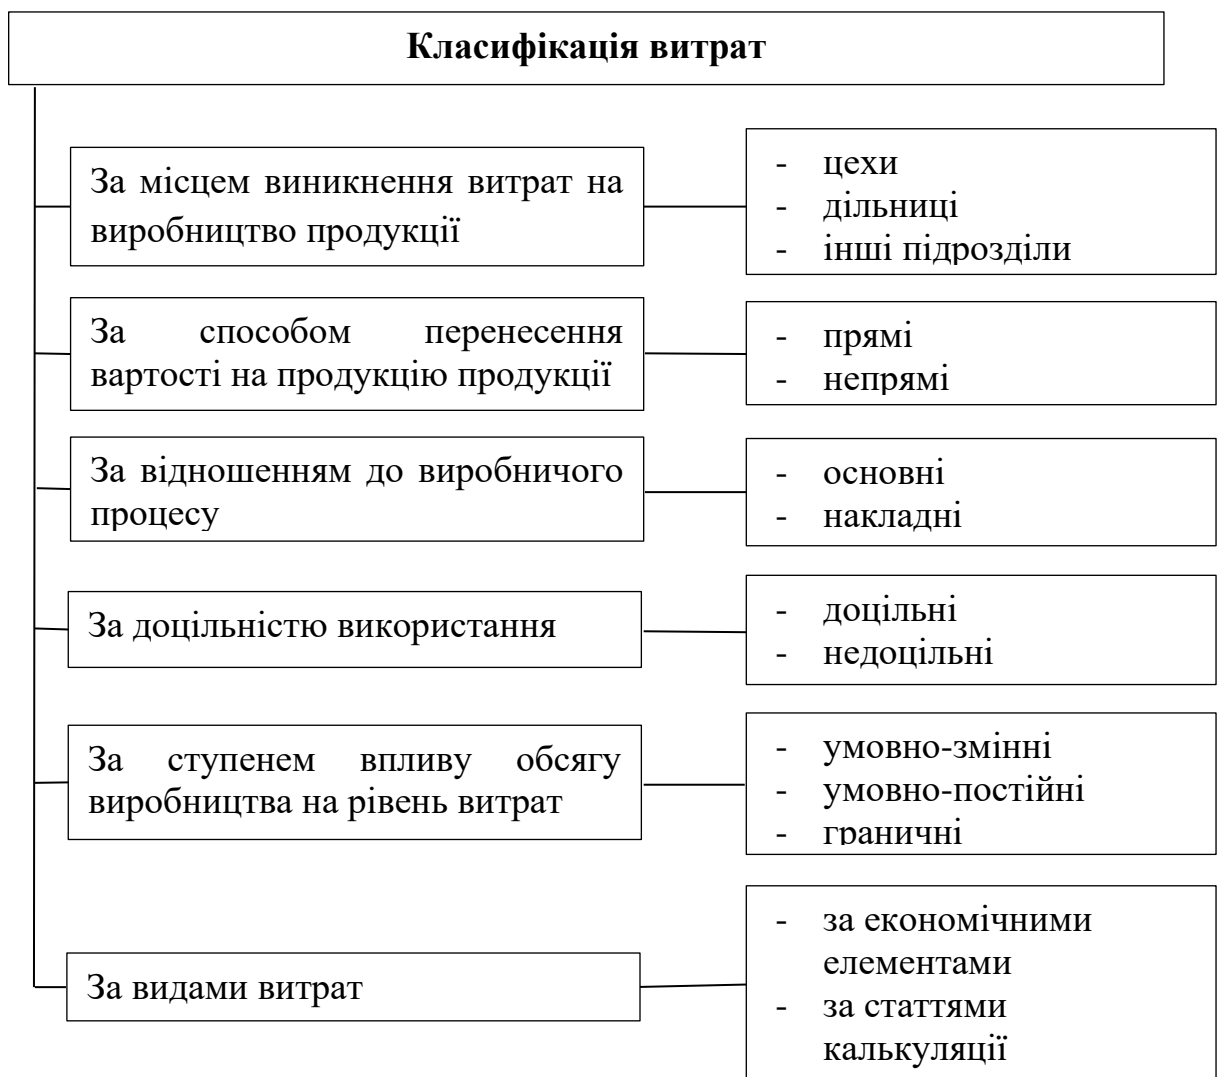 Класифікація витрат
За місцем виникнення витрат на
виробництво продукції
- цехи
- дільниці
- інші підрозділи
За способом перенесення
вартості на продукцію продукції
- прямі
- непрямі
За відношенням до виробничого
процесу
- основні
- накладні
За доцільністю використання
- доцільні
- недоцільні
За ступенем впливу обсягу
виробництва на рівень витрат
- умовно-змінні
- умовно-постійні
- граничні
За видами витрат
- за економічними
елементами
- за статтями
калькуляції